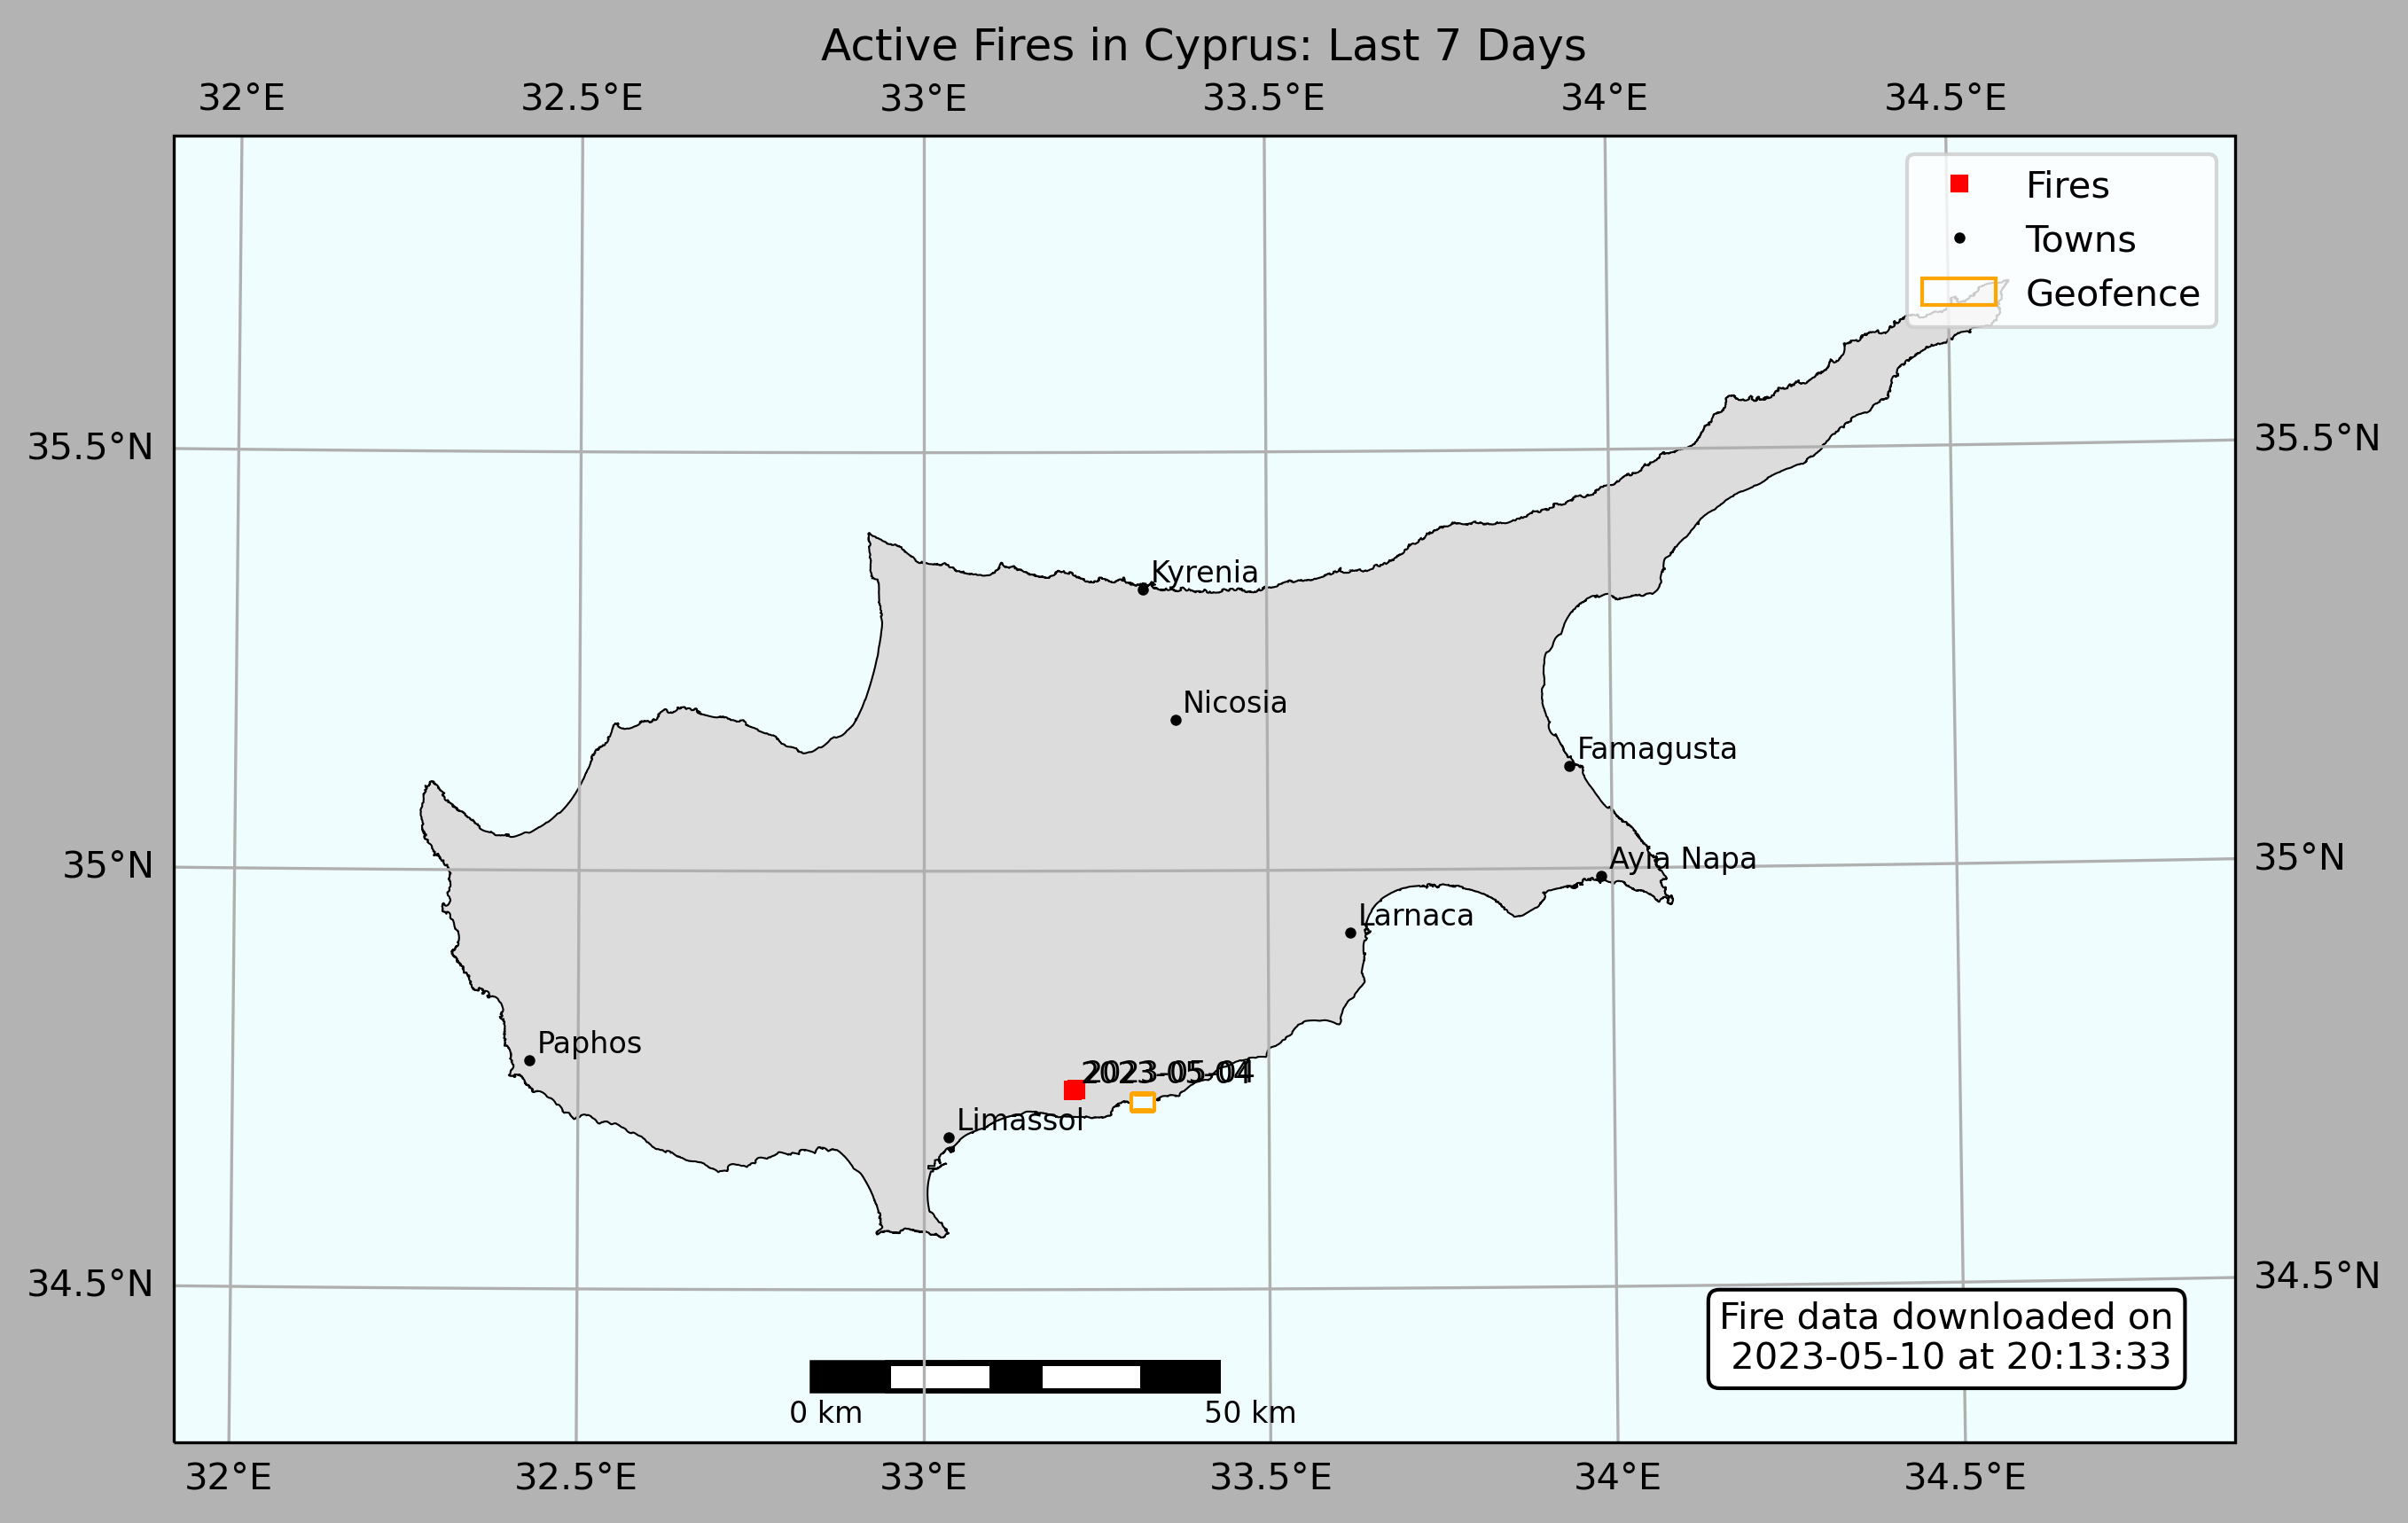 Active Fires in Cyprus: Last 7 Days
32°E 32.5°E 33°E 33.5°E 34°E 34.5°E
Fires
Towns
Geofence
35.5°N 35.5°N
Kyrenia
Nicosia
Famagusta
35°N 35°N
Ayia Napa
Larnaca
Paphos
2023-05-04
Limassol
34.5°N 34.5°N
Fire data downloaded on
2023-05-10 at 20:13:33
0 km 50 km
32°E 32.5°E 33°E 33.5°E 34°E 34.5°E